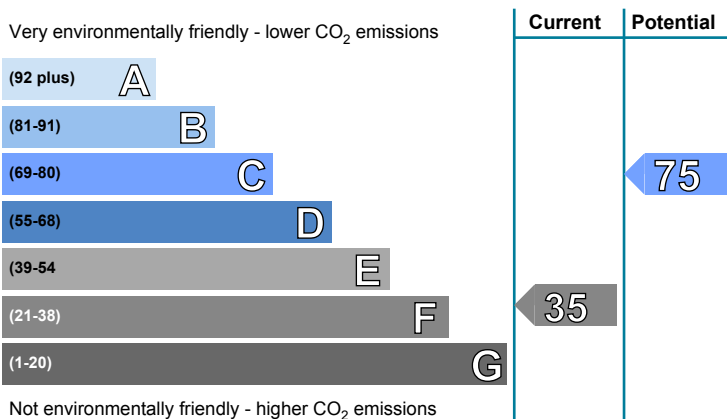 Current Potential
Very environmentally friendly - lower CO2 emissions
(92 plus) A
(81-91) B
(69-80) C
75
(55-68) D
(39-54 E
(21-38) F
35
(1-20) G
Not environmentally friendly - higher CO2 emissions